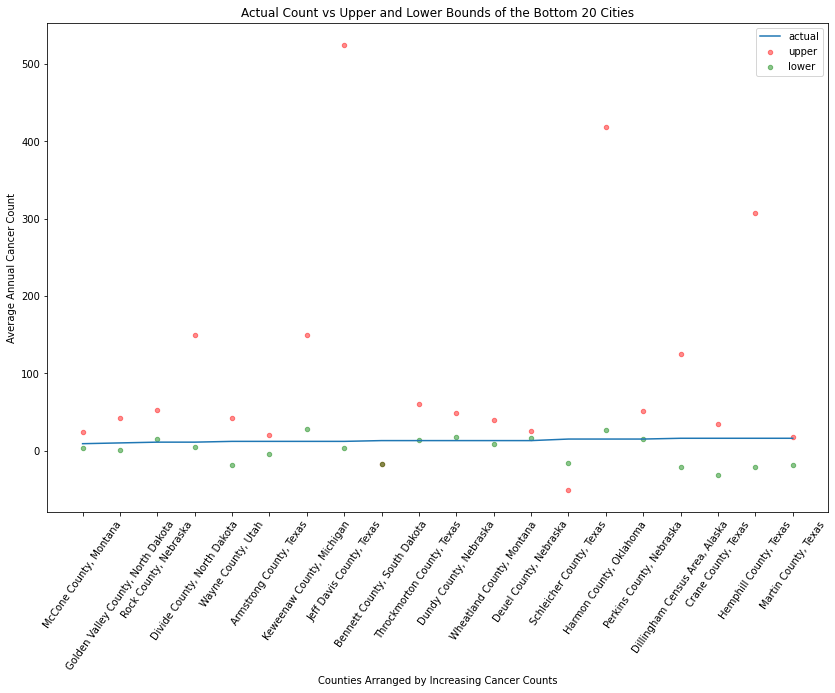 Actual Count vs Upper and Lower Bounds of the Bottom 20 Cities
actual
upper
lower
Average Annual Cancer Count
500
400
300
200
100
0
McCone County, Montana
Golden Valley County, North Dakota
Rock County, Nebraska
Divide County, North Dakota
Wayne County, Utah
Armstrong County, Texas
Keweenaw County, Michigan
Jeff Davis County, Texas
Bennett County, South Dakota
Throckmorton County, Texas
Dundy County, Nebraska
Wheatland County, Montana
Deuel County, Nebraska
Schleicher County, Texas
Harmon County, Oklahoma
Perkins County, Nebraska
Dillingham Census Area, Alaska
Crane County, Texas
Hemphill County, Texas
Martin County, Texas
Counties Arranged by Increasing Cancer Counts